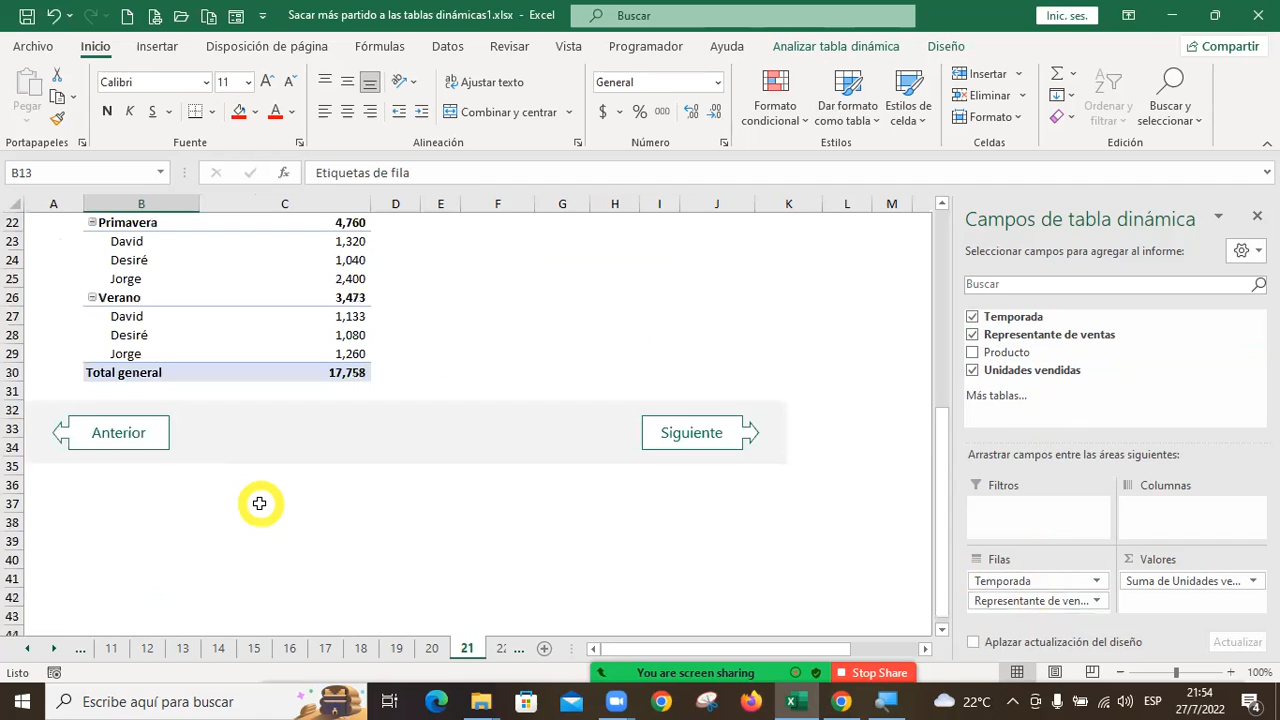 Sacar más partido a las tablas dinámicas1.xlsx - Excel
Buscar
Inic. ses.
Archivo Inicio Insertar Disposición de página Fórmulas Datos Revisar Vista Programador Ayuda Analizar tabla dinámica Diseño Compartir
Pegar
Calibri 11
N K S
Ajustar texto
Combinar y centrar
General
$ % 000
Formato condicional
Dar formato como tabla
Estilos de celda
Insertar
Eliminar
Formato
Ordenar y filtrar
Buscar y seleccionar
Portapapeles Fuente Alineación Número Estilos Celdas Edición
B13 fx Etiquetas de fila
A B C D E F G H I J K L M
22 Primavera 4,760
23 David 1,320
24 Desiré 1,040
25 Jorge 2,400
26 Verano 3,473
27 David 1,133
28 Desiré 1,080
29 Jorge 1,260
30 Total general 17,758
31
32
33 Anterior Siguiente
34
35
36
37
38
39
40
41
42
43
Campos de tabla dinámica
Seleccionar campos para agregar al informe:
Buscar
Temporada
Representante de ventas
Producto
Unidades vendidas
Más tablas...
Arrastrar campos entre las áreas siguientes:
Filtros Columnas
Filas Σ Valores
Temporada Suma de Unidades ve...
Representante de ven...
Aplazar actualización del diseño Actualizar
... 11 12 13 14 15 16 17 18 19 20 21 ...
Listo
You are screen sharing Stop Share
100%
Escribe aquí para buscar
22°C
ESP
21:54
27/7/2022
4